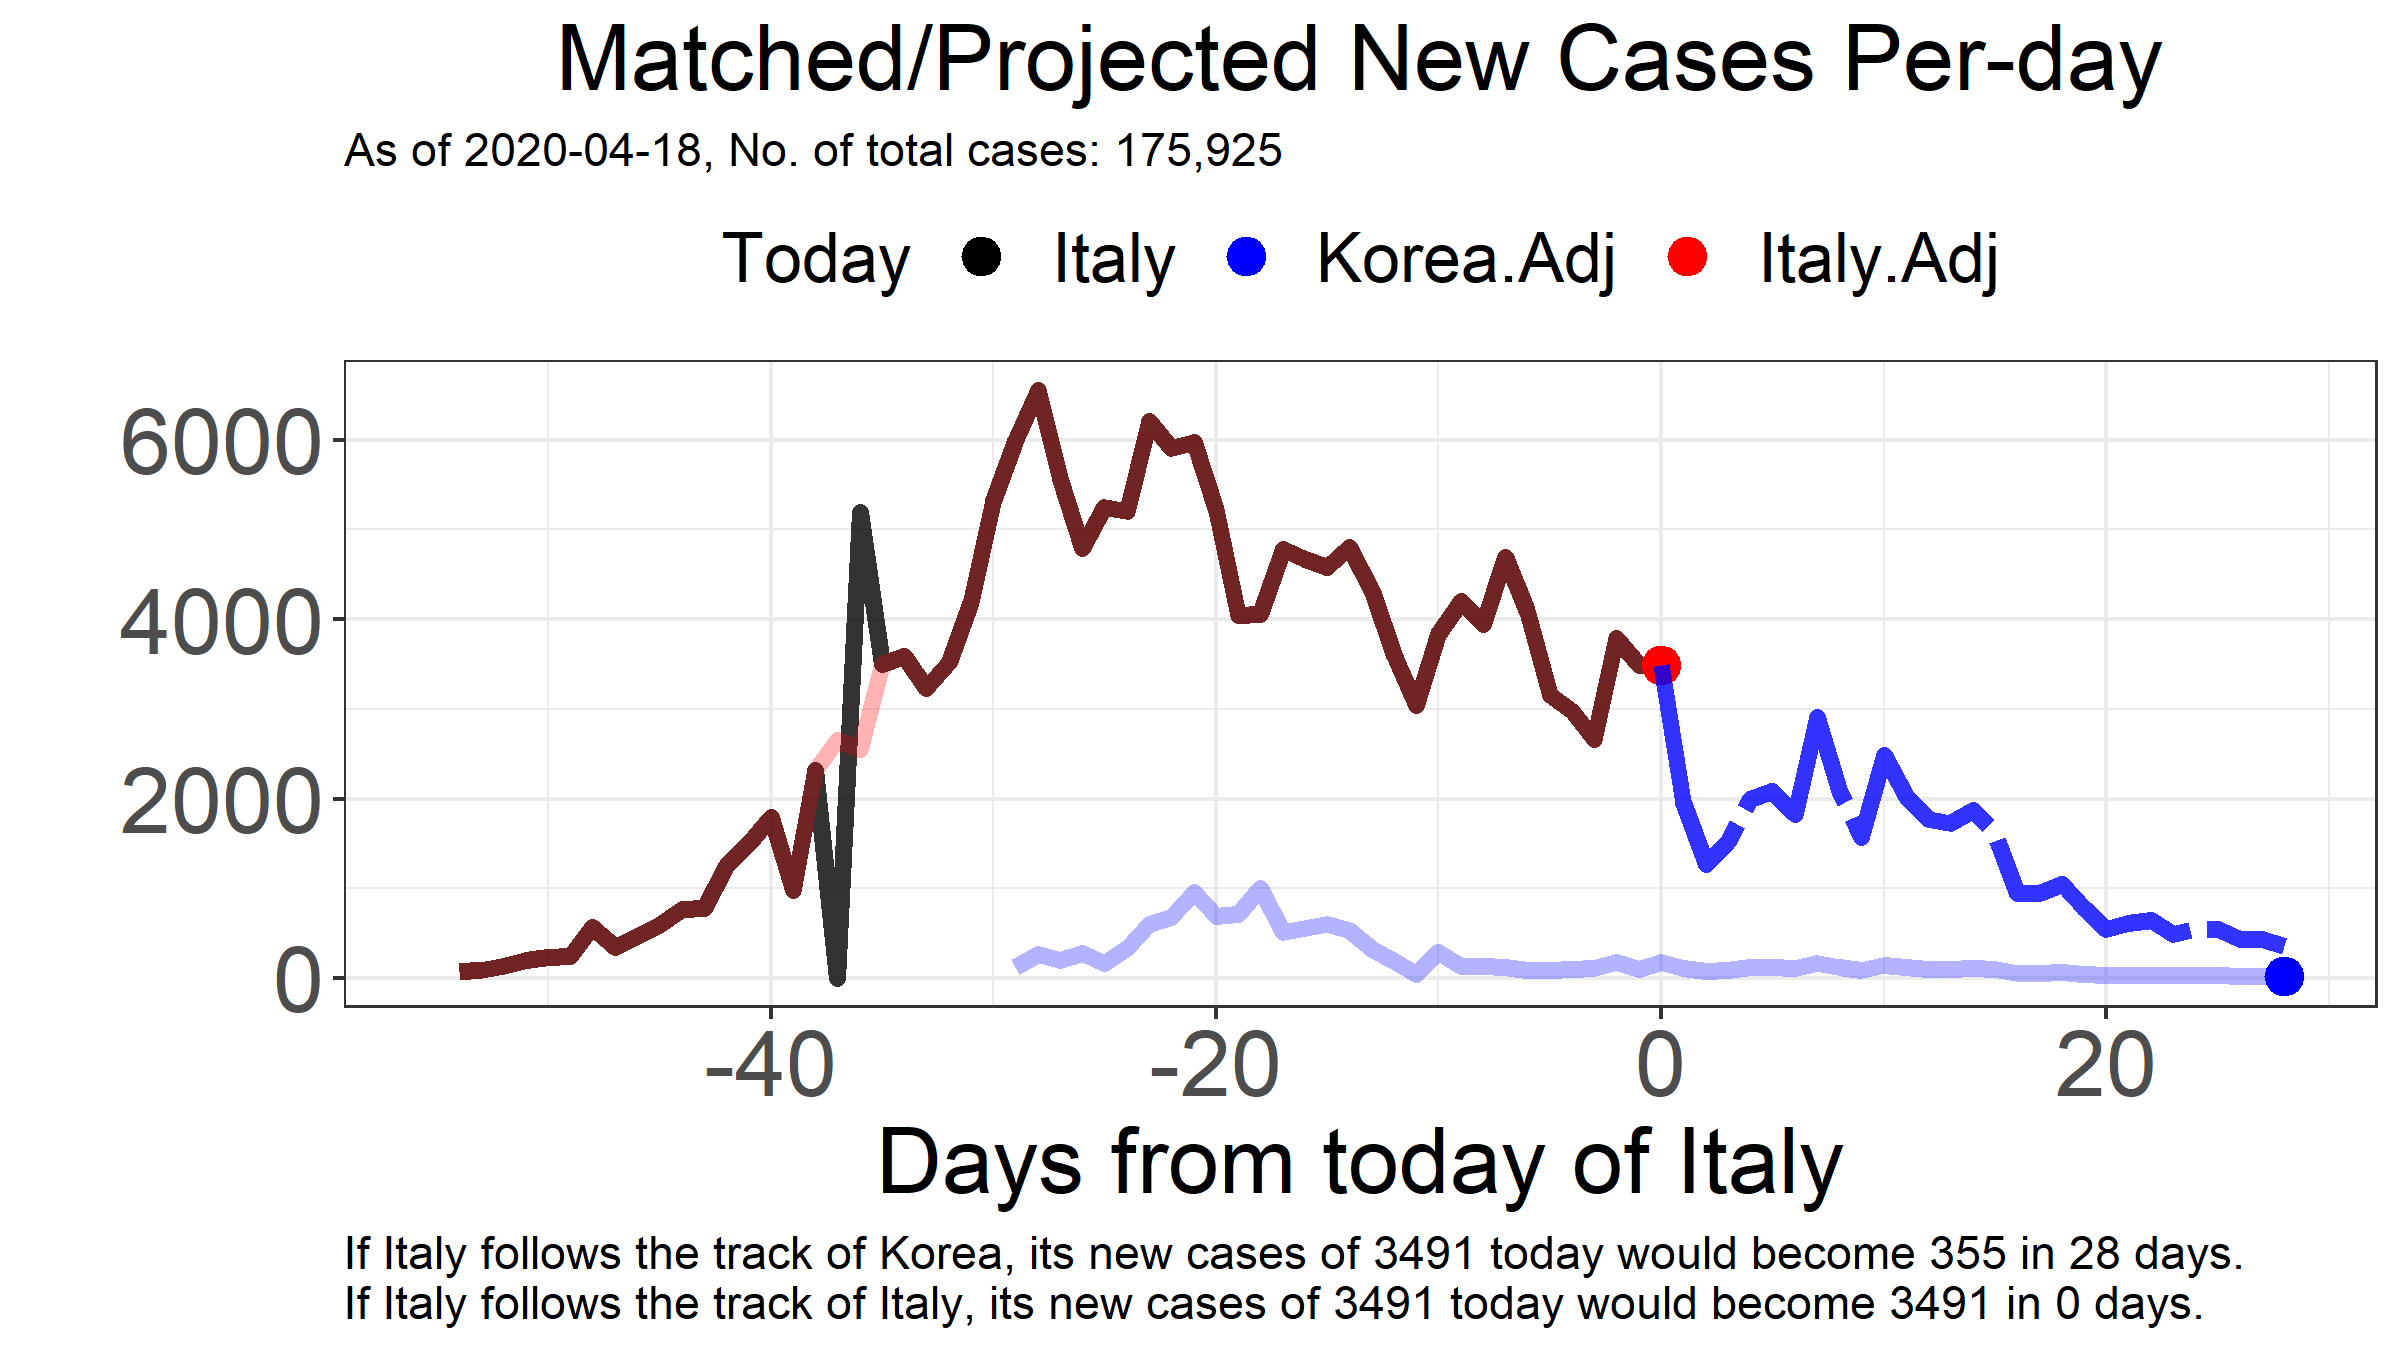 Matched/Projected New Cases Per-day
As of 2020-04-18, No. of total cases: 175,925
Today Italy Korea.Adj Italy.Adj
6000
4000
2000
0
-40 -20 0 20
Days from today of Italy
If Italy follows the track of Korea, its new cases of 3491 today would become 355 in 28 days.
If Italy follows the track of Italy, its new cases of 3491 today would become 3491 in 0 days.